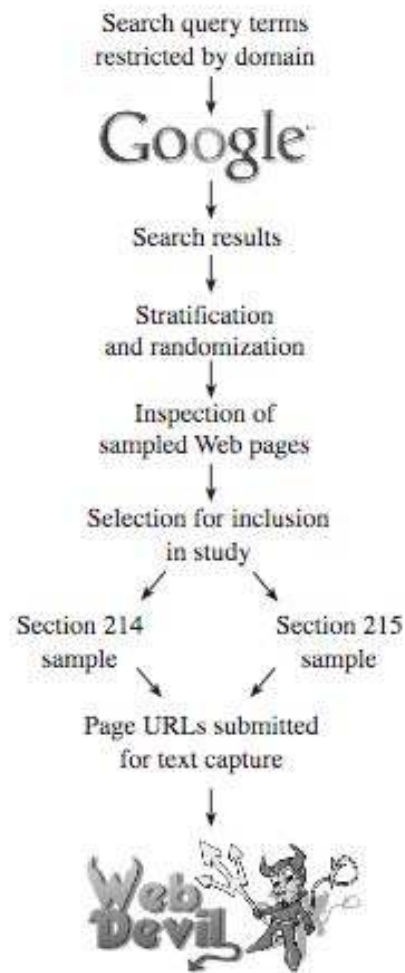 Search query terms
restricted by domain
Google
Search results
Stratification
and randomization
Inspection of
sampled Web pages
Selection for inclusion
in study
Section 214
sample
Section 215
sample
Page URLs submitted
for text capture
Web
Devil